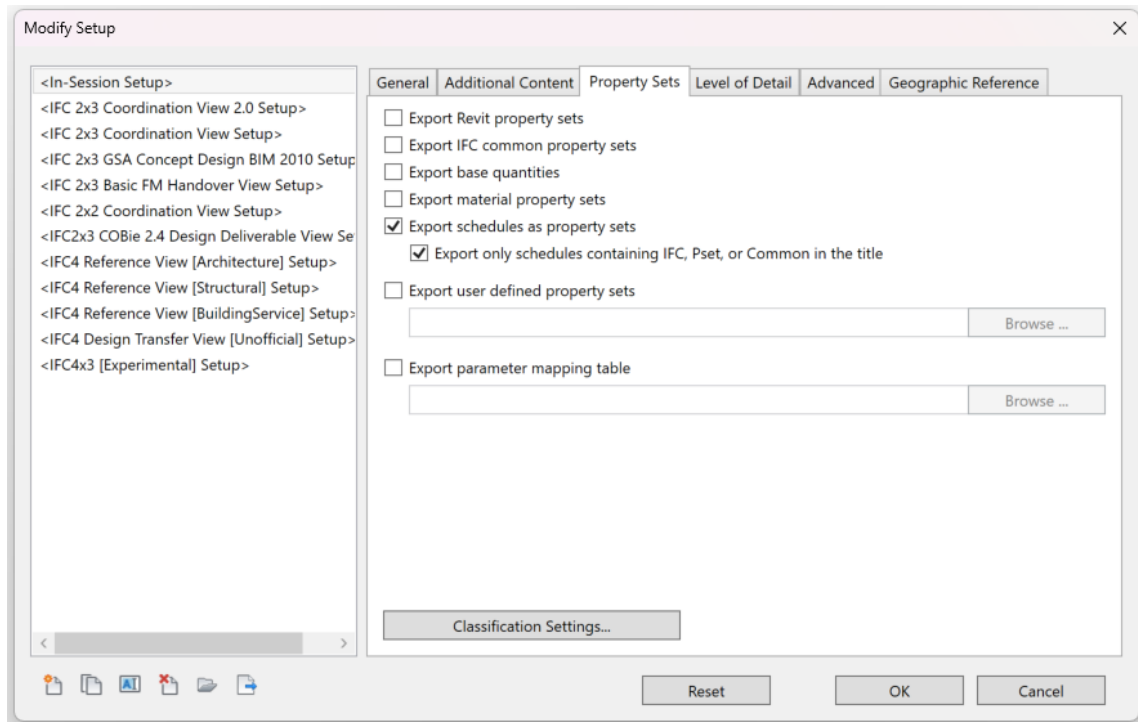 Modify Setup
<In-Session Setup>
<IFC 2x3 Coordination View 2.0 Setup>
<IFC 2x3 Coordination View Setup>
<IFC 2x3 GSA Concept Design BIM 2010 Setup
<IFC 2x3 Basic FM Handover View Setup>
<IFC 2x2 Coordination View Setup>
<IFC2x3 COBie 2.4 Design Deliverable View Se
<IFC4 Reference View [Architecture] Setup>
<IFC4 Reference View [Structural] Setup>
<IFC4 Reference View [BuildingService] Setup>
<IFC4 Design Transfer View [Unofficial] Setup>
<IFC4x3 [Experimental] Setup>
General Additional Content Property Sets Level of Detail Advanced Geographic Reference
Export Revit property sets
Export IFC common property sets
Export base quantities
Export material property sets
Export schedules as property sets
Export only schedules containing IFC, Pset, or Common in the title
Export user defined property sets
Browse ...
Export parameter mapping table
Browse ...
Classification Settings...
AI
Reset OK Cancel